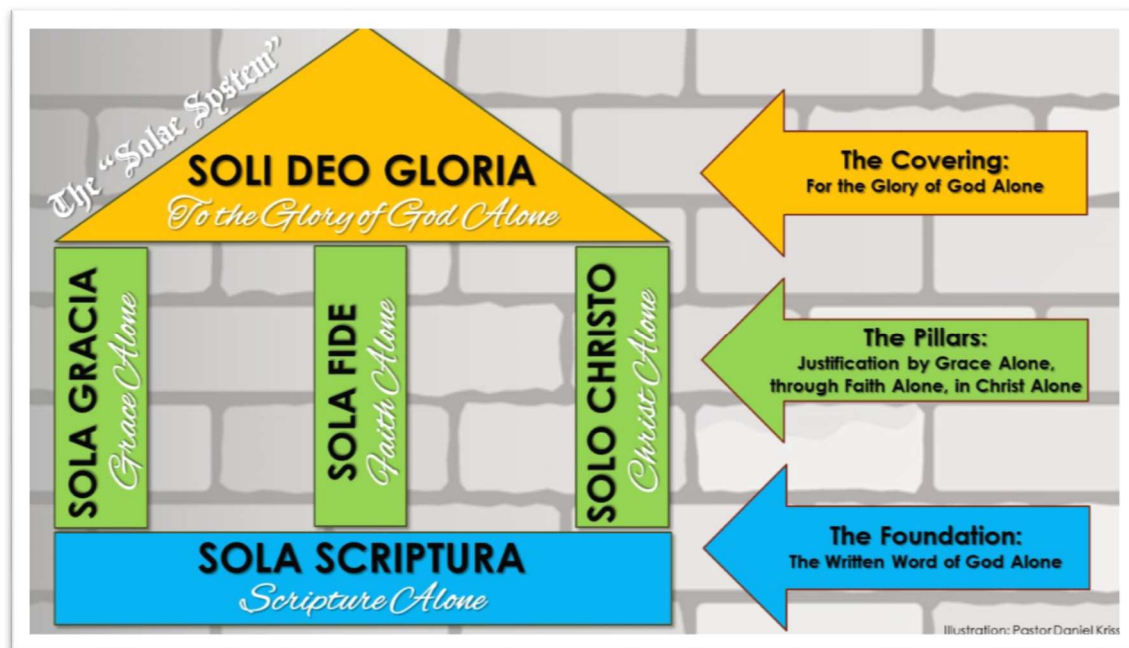 The "Solae System"
SOLI DEO GLORIA
To the Glory of God Alone
The Covering:
For the Glory of God Alone
SOLA GRACIA
Grace Alone
SOLA FIDE
Faith Alone
SOLO CHRISTO
Christ Alone
The Pillars:
Justification by Grace Alone,
through Faith Alone, in Christ Alone
SOLA SCRIPTURA
Scripture Alone
The Foundation:
The Written Word of God Alone
Illustration: Pastor Daniel Kriss